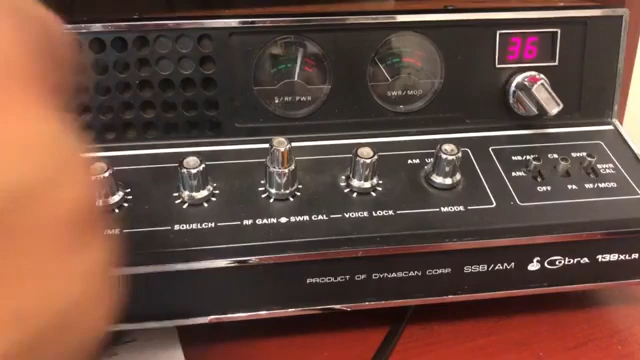 36
S/RF PWR
SWR/MOD
AM
NB/ANL CB SWR
ANL SWR CAL
OFF PA RF/MOD
SQUELCH RF GAIN SWR CAL VOICE LOCK MODE
PRODUCT OF DYNASCAN CORP. SSB/AM Cobra 139XLR